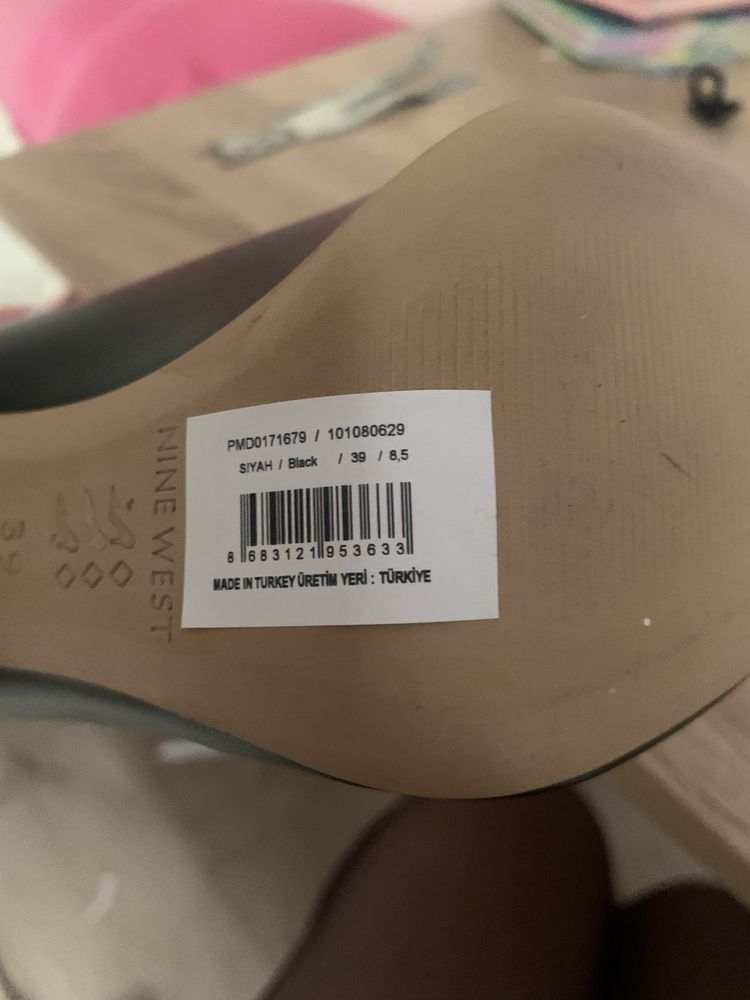 PMD0171679 / 101080629
SIYAH / Black / 39 / 8,5
8 683121 953633
MADE IN TURKEY ÜRETİM YERİ : TÜRKİYE
NINE WEST
39